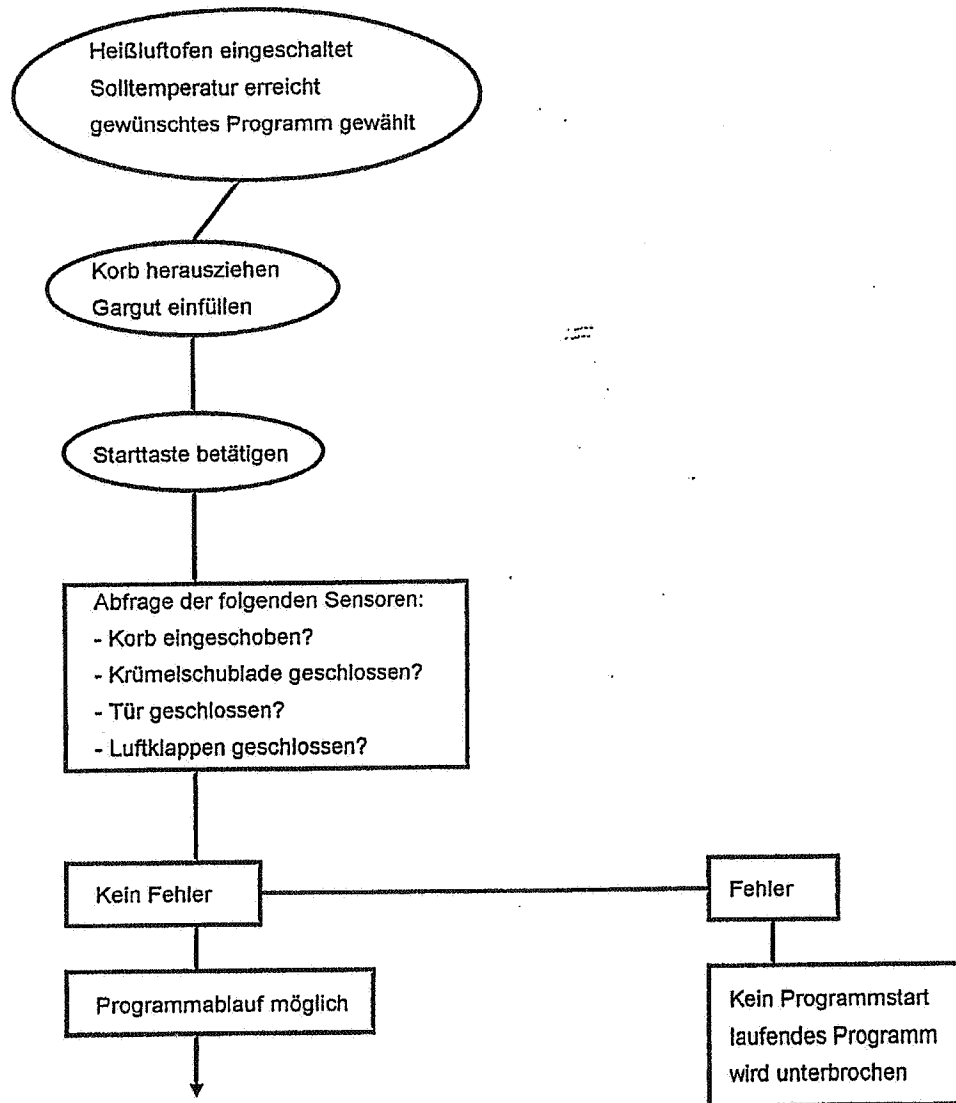 Heißluftofen eingeschaltet
Solltemperatur erreicht
gewünschtes Programm gewählt
Korb herausziehen
Gargut einfüllen
Starttaste betätigen
Abfrage der folgenden Sensoren:
- Korb eingeschoben?
- Krümelschublade geschlossen?
- Tür geschlossen?
- Luftklappen geschlossen?
Kein Fehler
Fehler
Programmablauf möglich
Kein Programmstart
laufendes Programm
wird unterbrochen